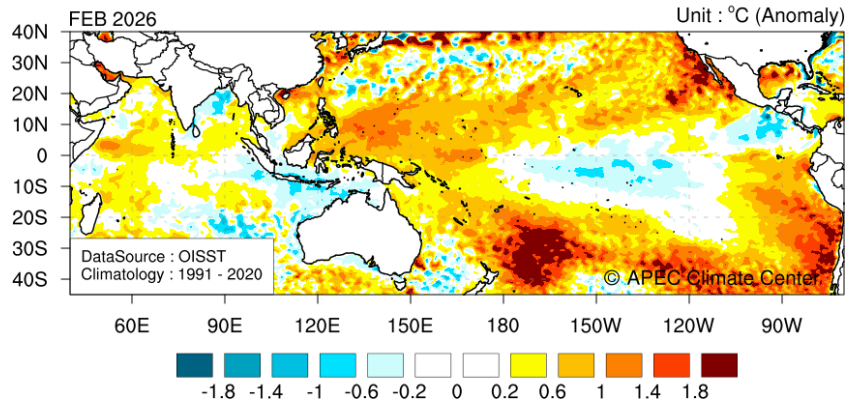 FEB 2026
Unit : °C (Anomaly)
40N
30N
20N
10N
0
10S
20S
30S
40S
DataSource : OISST
Climatology : 1991 - 2020
© APEC Climate Center
60E 90E 120E 150E 180 150W 120W 90W
-1.8 -1.4 -1 -0.6 -0.2 0 0.2 0.6 1 1.4 1.8